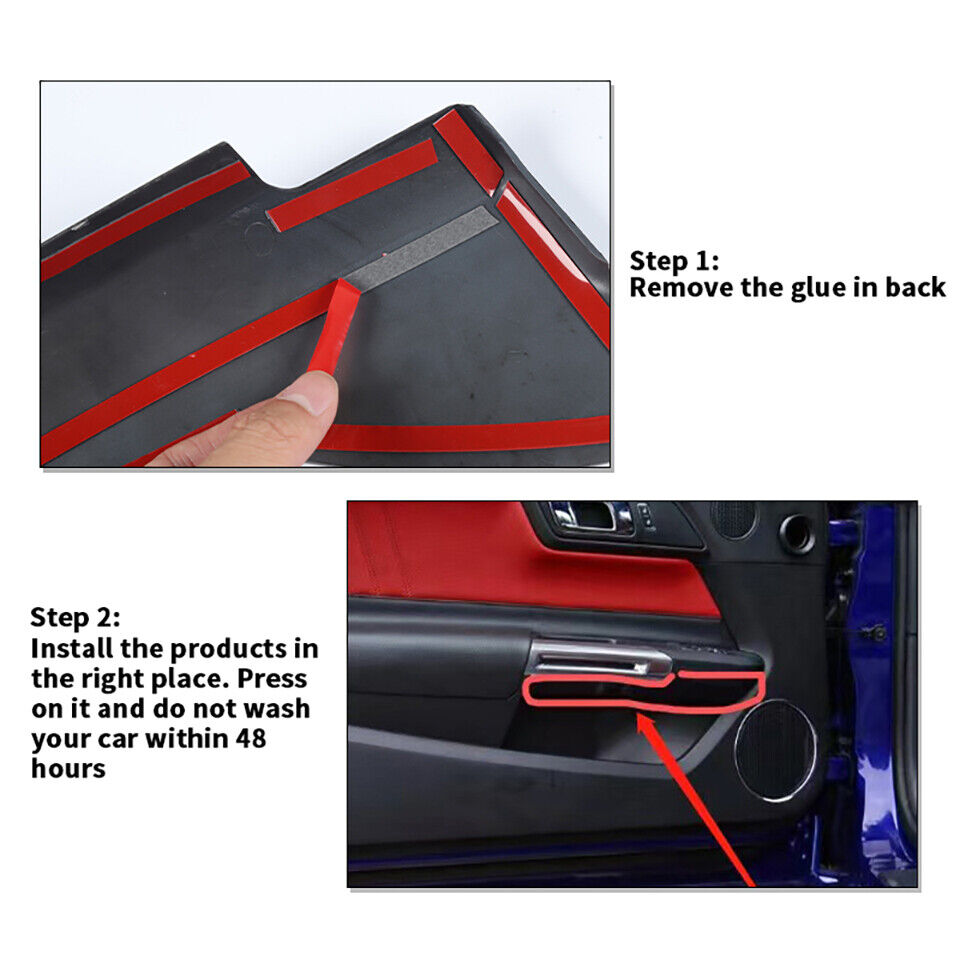 Step 1:
Remove the glue in back
Step 2:
Install the products in
the right place. Press
on it and do not wash
your car within 48
hours